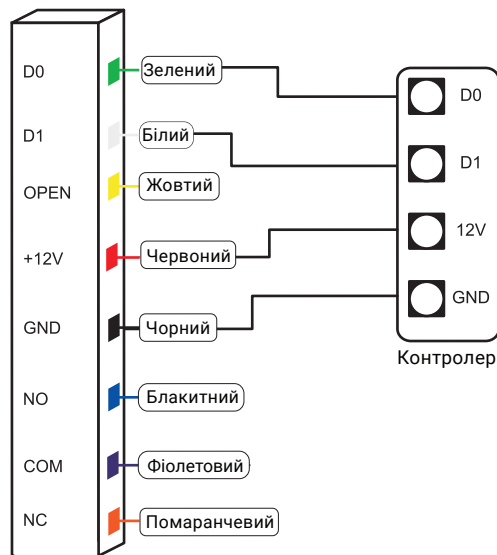 D0 Зелений
D1 Білий
OPEN Жовтий
+12V Червоний
GND Чорний
NO Блакитний
COM Фіолетовий
NC Помаранчевий
D0
D1
12V
GND
Контролер